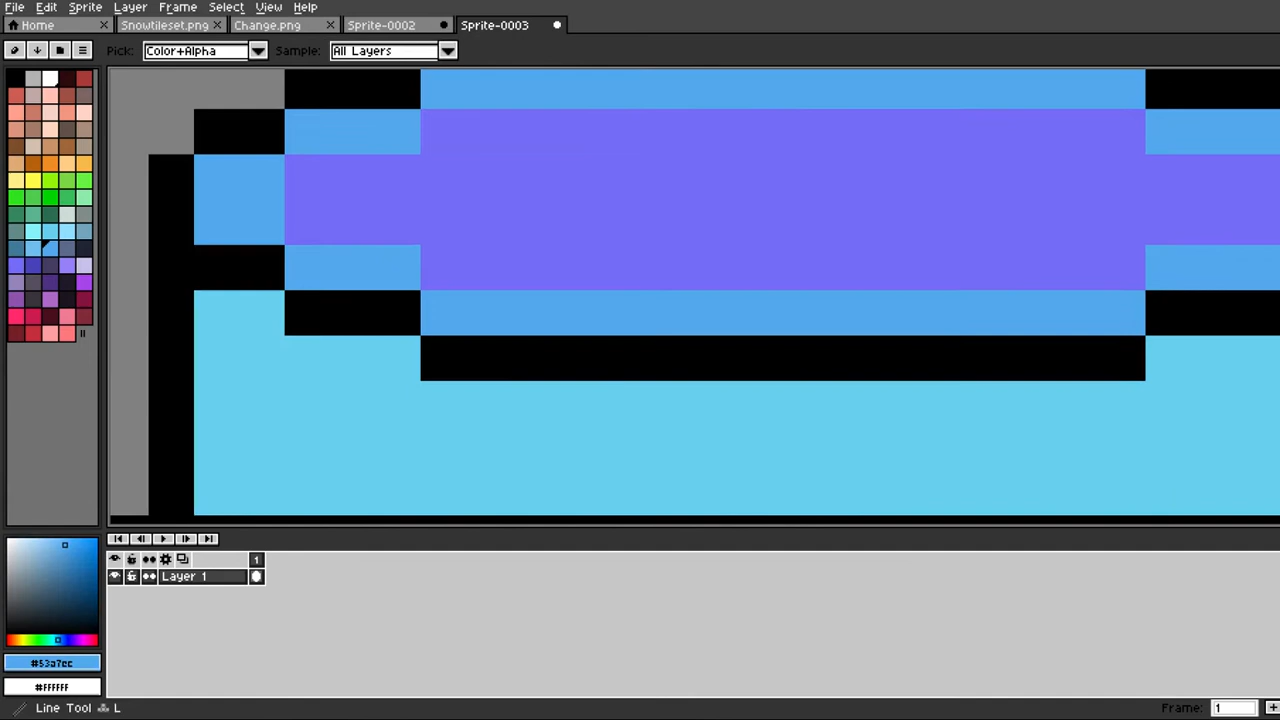 File Edit Sprite Layer Frame Select View Help
Home Snowtileset.png Change.png Sprite-0002 Sprite-0003
Pick: Color+Alpha Sample: All Layers
1
Layer 1
#53a7ec
#ffffff
Line Tool L Frame: 1